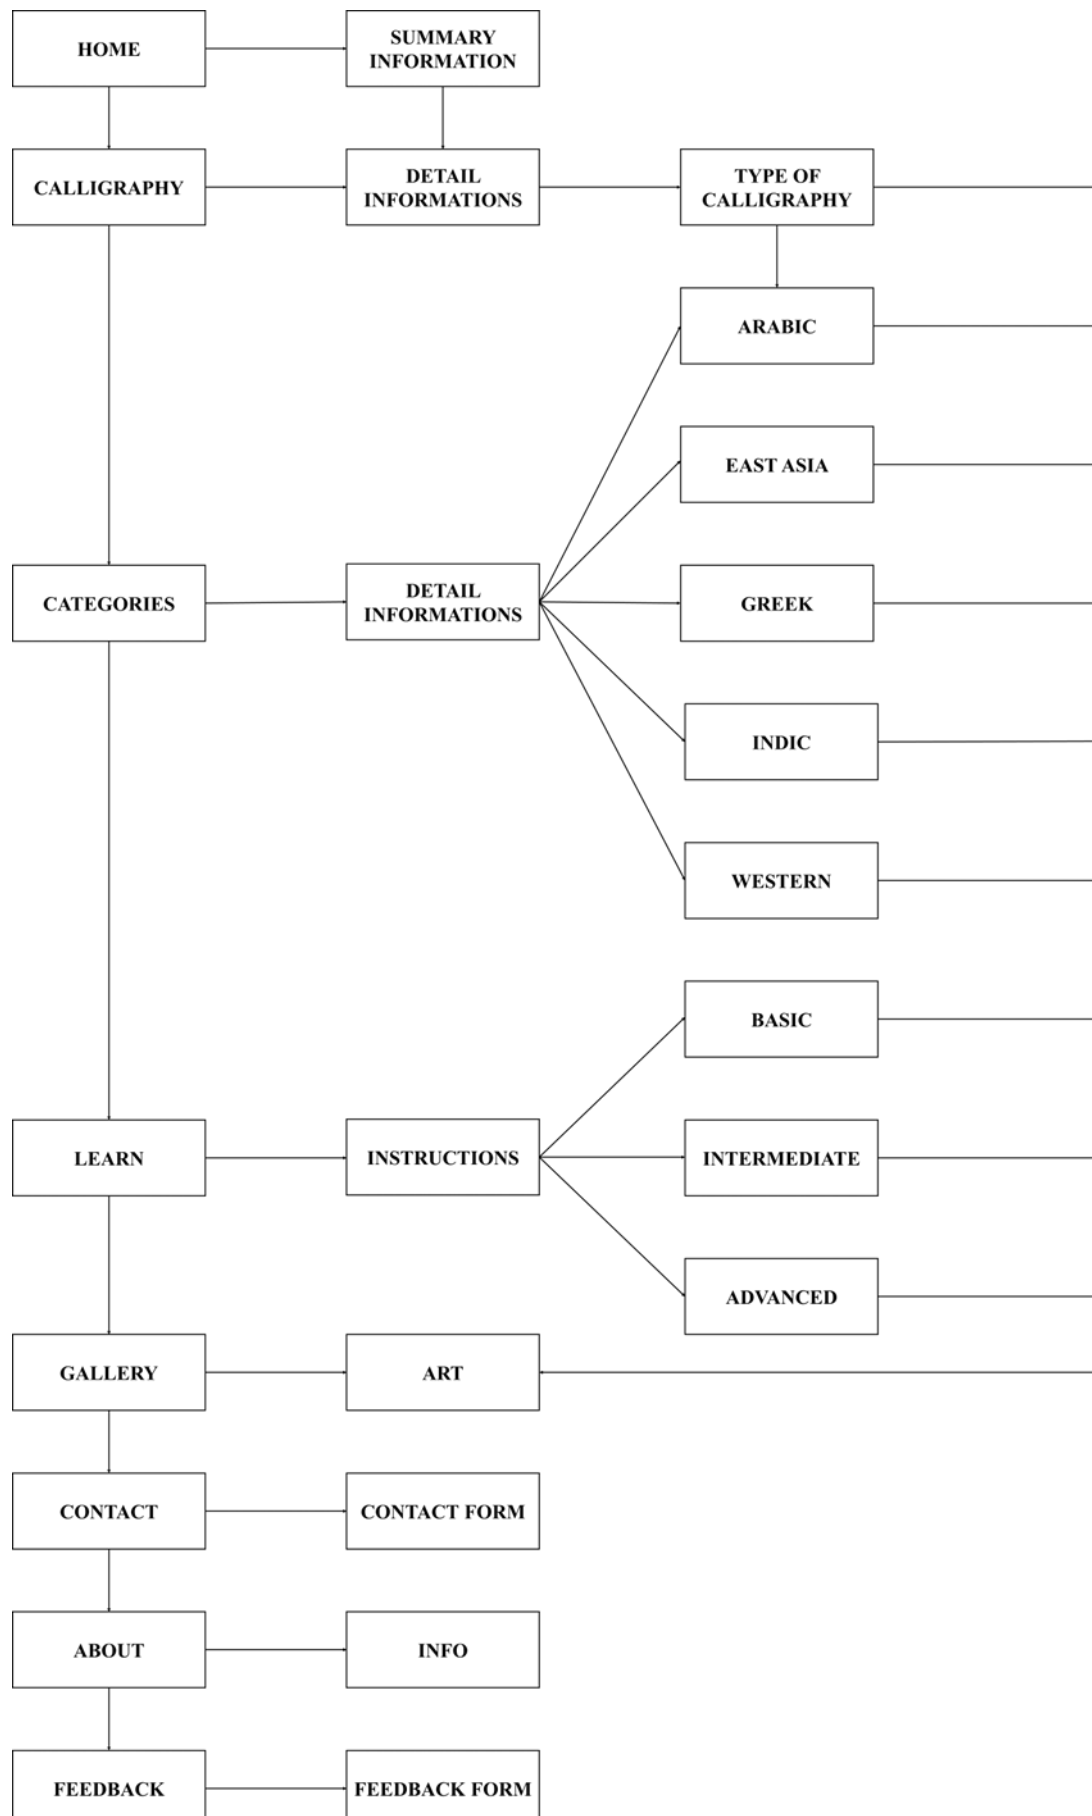 HOME
SUMMARY
INFORMATION
CALLIGRAPHY
DETAIL
INFORMATIONS
TYPE OF
CALLIGRAPHY
ARABIC
EAST ASIA
CATEGORIES
DETAIL
INFORMATIONS
GREEK
INDIC
WESTERN
BASIC
LEARN
INSTRUCTIONS
INTERMEDIATE
ADVANCED
GALLERY
ART
CONTACT
CONTACT FORM
ABOUT
INFO
FEEDBACK
FEEDBACK FORM